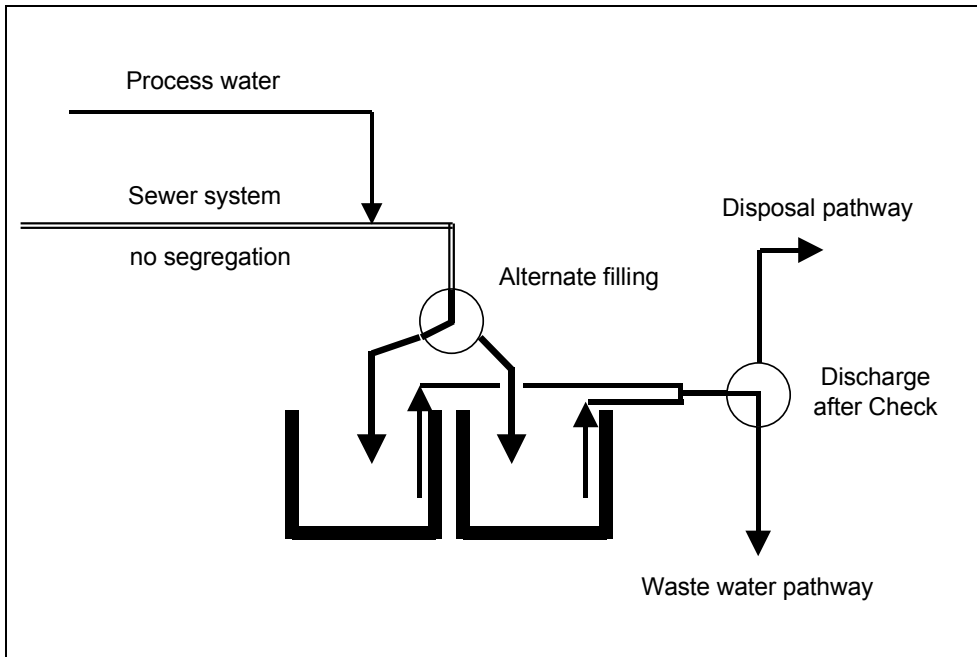 Process water
Sewer system
no segregation
Disposal pathway
Alternate filling
Discharge
after Check
Waste water pathway